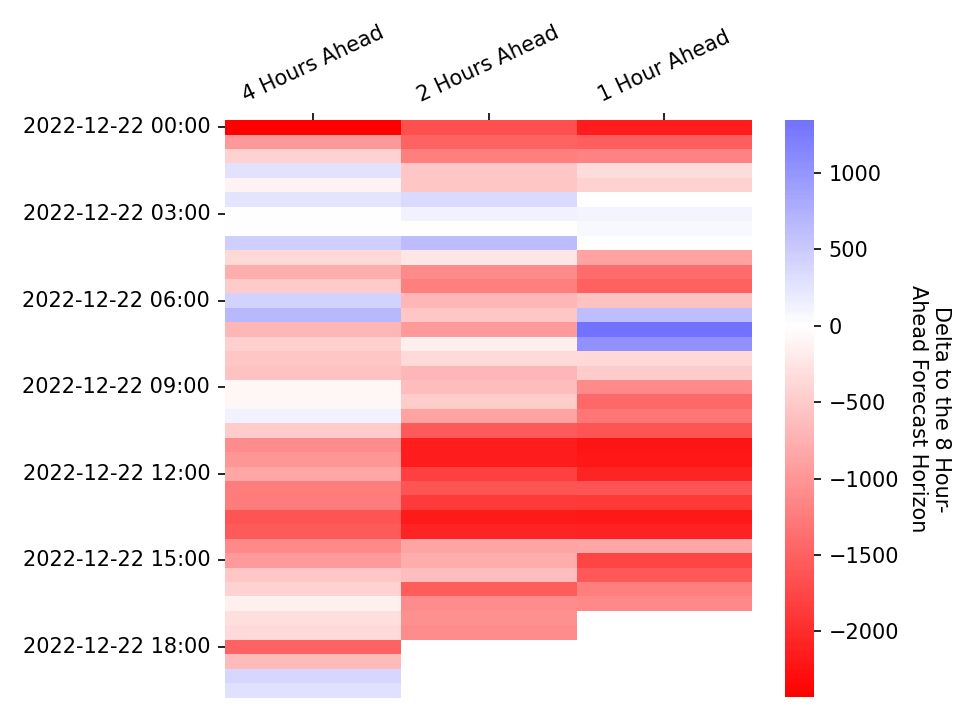 4 Hours Ahead
2 Hours Ahead
1 Hour Ahead
2022-12-22 00:00
2022-12-22 03:00
2022-12-22 06:00
2022-12-22 09:00
2022-12-22 12:00
2022-12-22 15:00
2022-12-22 18:00
1000
500
0
−500
−1000
−1500
−2000
Delta to the 8 Hour-
Ahead Forecast Horizon